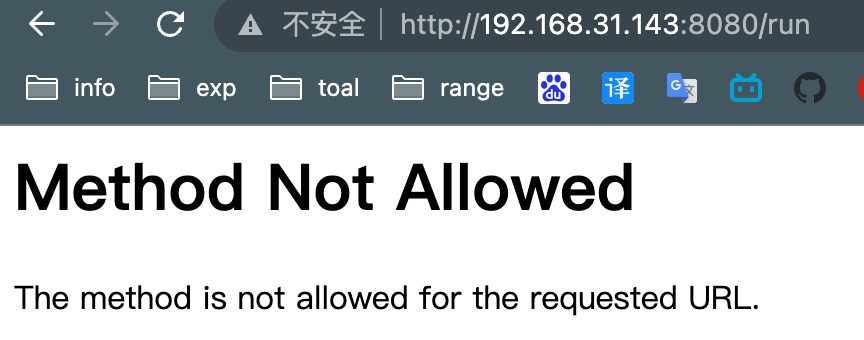 不安全 | http://192.168.31.143:8080/run
info exp toal range du 译 G 文
Method Not Allowed
The method is not allowed for the requested URL.